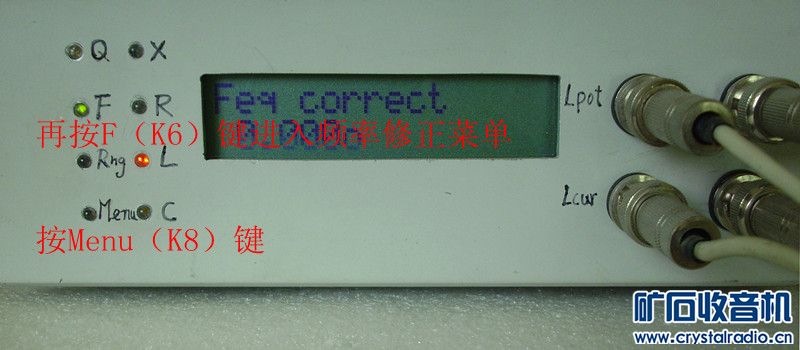 Q X
Feq correct
Lpot
F R
再按F（K6）键进入频率修正菜单
Rng L
Menu C
Lcur
按Menu（K8）键
矿石收音机
www.crystalradio.cn